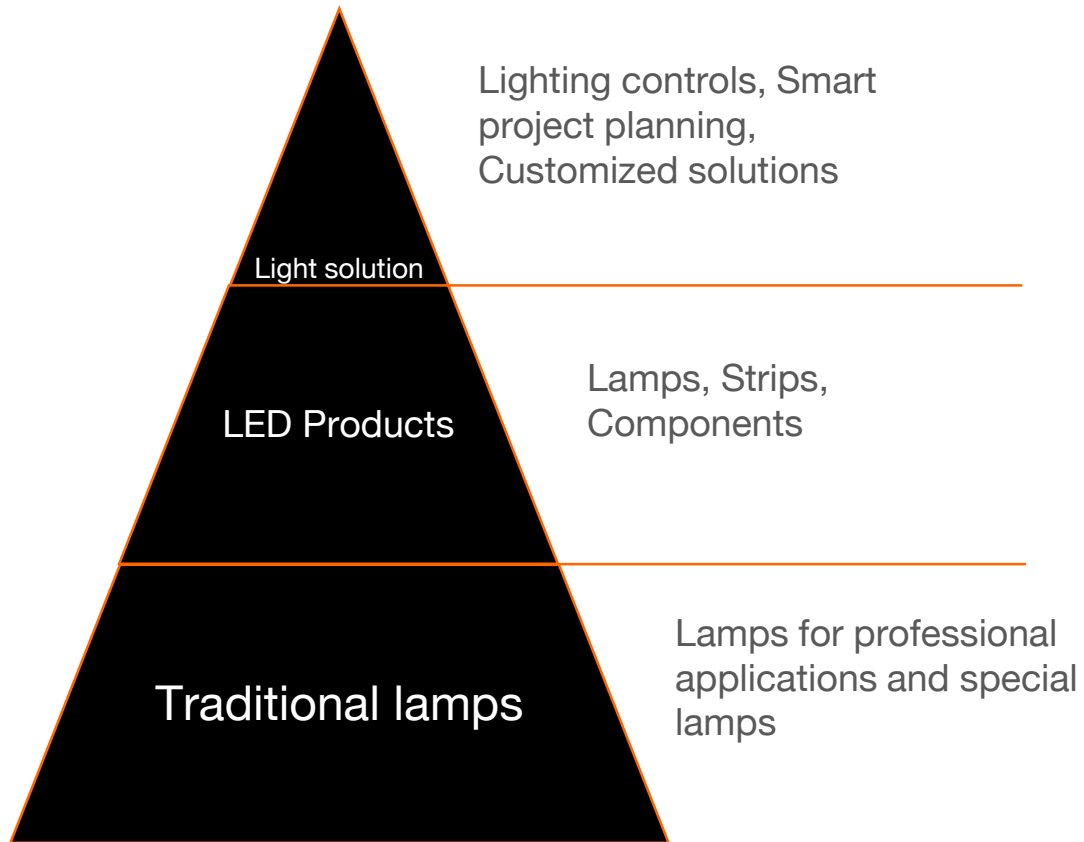 Lighting controls, Smart
project planning,
Customized solutions
Light solution
Lamps, Strips,
Components
LED Products
Lamps for professional
applications and special
lamps
Traditional lamps